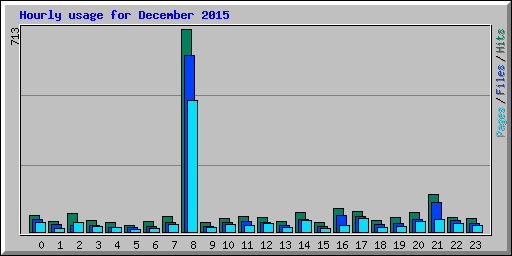 Hourly usage for December 2015
713
Pages / Files / Hits
0 1 2 3 4 5 6 7 8 9 10 11 12 13 14 15 16 17 18 19 20 21 22 23